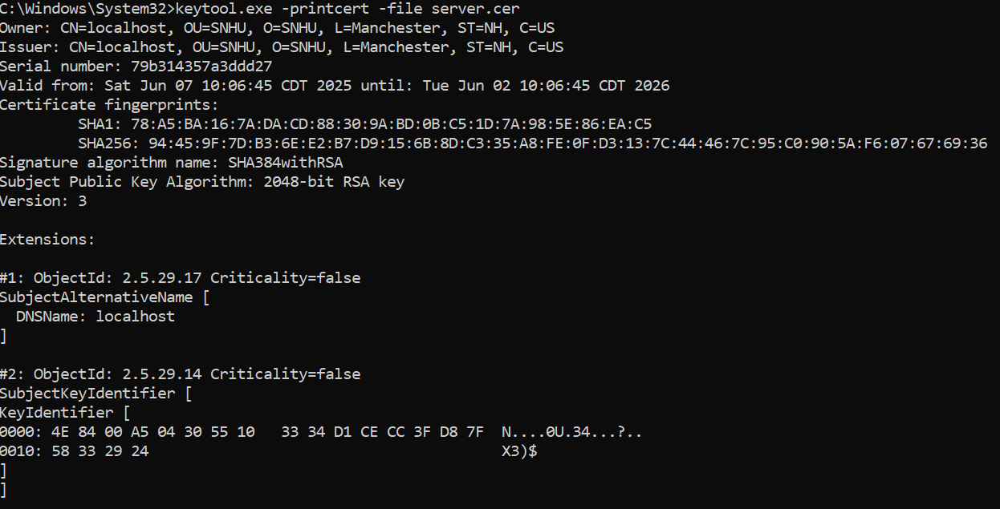 C:\Windows\System32>keytool.exe -printcert -file server.cer
Owner: CN=localhost, OU=SNHU, O=SNHU, L=Manchester, ST=NH, C=US
Issuer: CN=localhost, OU=SNHU, O=SNHU, L=Manchester, ST=NH, C=US
Serial number: 79b314357a3ddd27
Valid from: Sat Jun 07 10:06:45 CDT 2025 until: Tue Jun 02 10:06:45 CDT 2026
Certificate fingerprints:
         SHA1: 78:A5:BA:16:7A:DA:CD:88:30:9A:BD:0B:C5:1D:7A:98:5E:86:EA:C5
         SHA256: 94:45:9F:7D:B3:6E:E2:B7:D9:15:6B:8D:C3:35:A8:FE:0F:D3:13:7C:44:46:7C:95:C0:90:5A:F6:07:67:69:36
Signature algorithm name: SHA384withRSA
Subject Public Key Algorithm: 2048-bit RSA key
Version: 3
Extensions:
#1: ObjectId: 2.5.29.17 Criticality=false
SubjectAlternativeName [
  DNSName: localhost
]
#2: ObjectId: 2.5.29.14 Criticality=false
SubjectKeyIdentifier [
KeyIdentifier [
0000: 4E 84 00 A5 04 30 55 10   33 34 D1 CE CC 3F D8 7F  N....0U.34...?..
0010: 58 33 29 24                                        X3)$
]
]